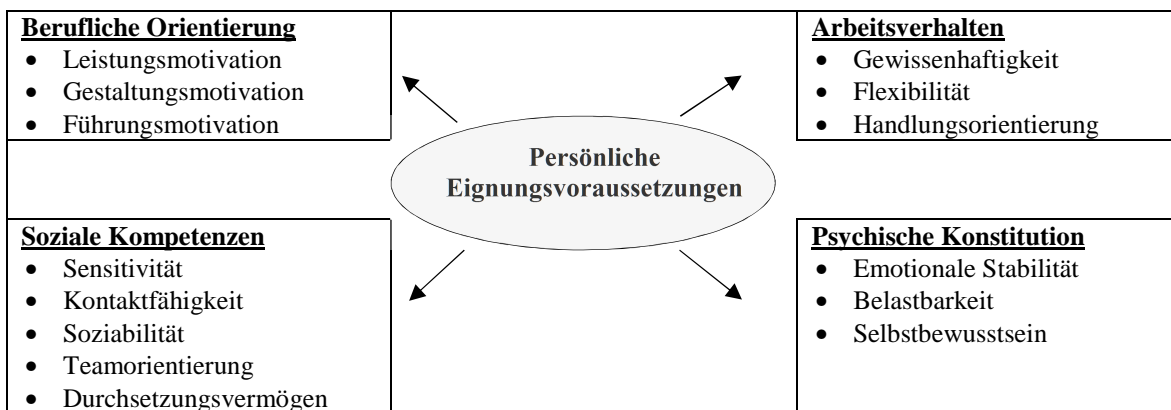 Berufliche Orientierung
• Leistungsmotivation
• Gestaltungsmotivation
• Führungsmotivation
Arbeitsverhalten
• Gewissenhaftigkeit
• Flexibilität
• Handlungsorientierung
Persönliche
Eignungsvoraussetzungen
Soziale Kompetenzen
• Sensitivität
• Kontaktfähigkeit
• Soziabilität
• Teamorientierung
• Durchsetzungsvermögen
Psychische Konstitution
• Emotionale Stabilität
• Belastbarkeit
• Selbstbewusstsein